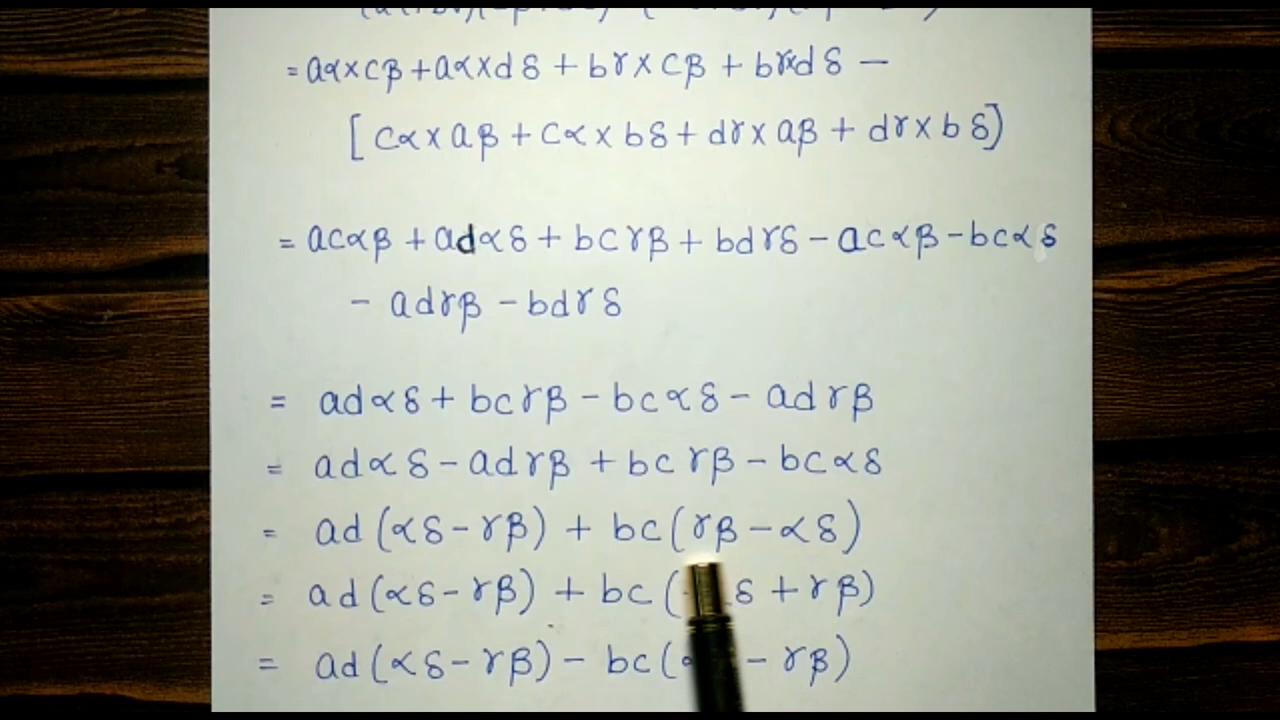 = aα×cβ + aα×dδ + bγ×cβ + bγ×dδ −
[cα×aβ + cα×bδ + dγ×aβ + dγ×bδ]
= acαβ + adαδ + bcγβ + bdγδ − acαβ − bcαδ
− adγβ − bdγδ
= adαδ + bcγβ − bcαδ − adγβ
= adαδ − adγβ + bcγβ − bcαδ
= ad(αδ − γβ) + bc(γβ − αδ)
= ad(αδ − γβ) + bc( δ + γβ)
= ad(αδ − γβ) − bc( − γβ)